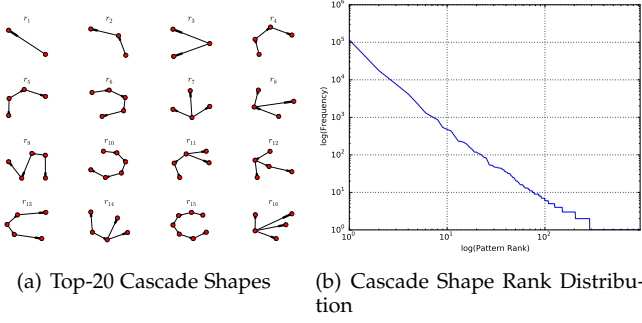 r1 r2 r3 r4
r5 r6 r7 r8
r9 r10 r11 r12
r13 r14 r15 r16
log(Frequency)
10^6
10^5
10^4
10^3
10^2
10^1
10^0
10^0 10^1 10^2
log(Pattern Rank)
(a) Top-20 Cascade Shapes
(b) Cascade Shape Rank Distribu-
tion